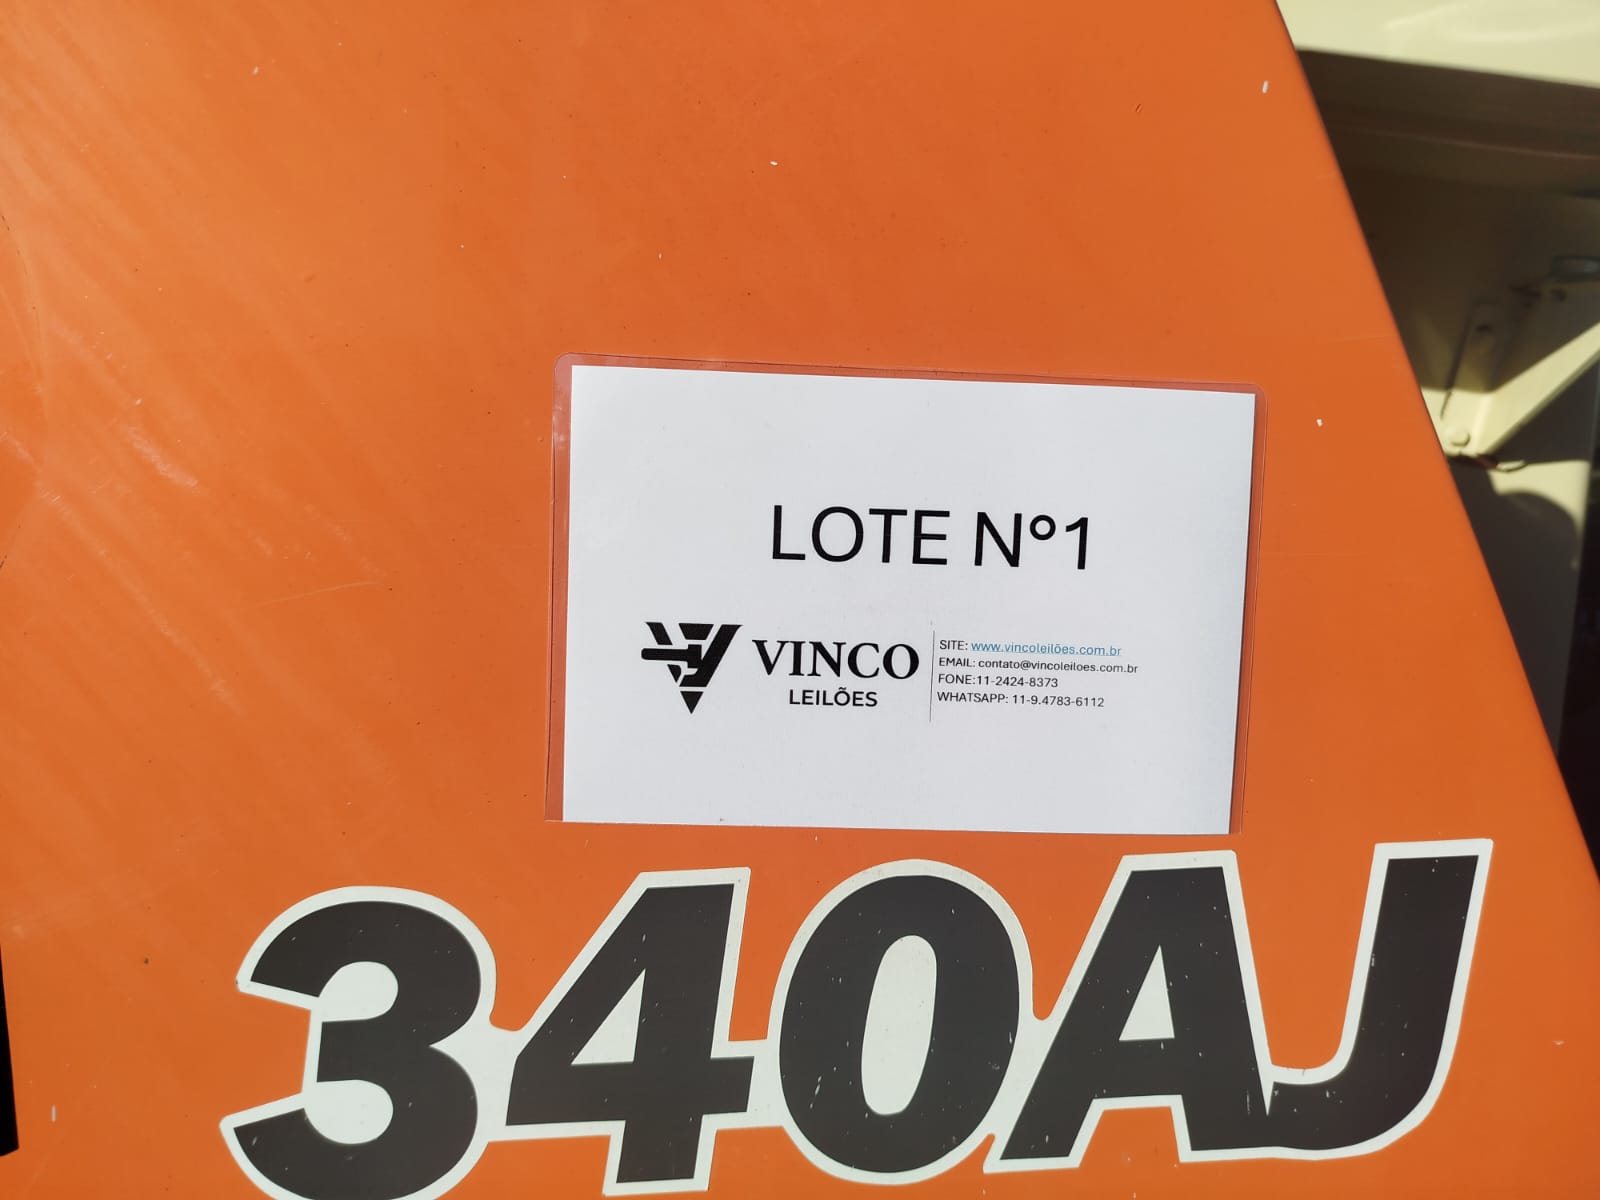 LOTE Nº1
VINCO
LEILÕES
SITE: www.vincoleilões.com.br
EMAIL: contato@vincoleiloes.com.br
FONE:11-2424-8373
WHATSAPP: 11-9.4783-6112
340AJ